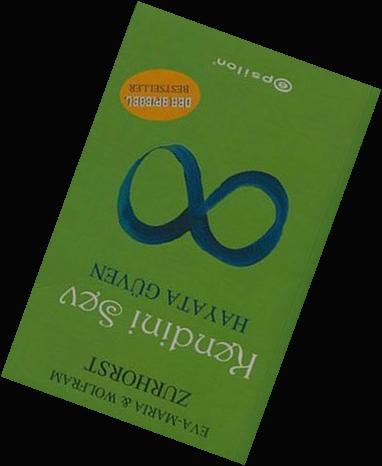 EVA-MARIA & WOLFRAM
ZURHORST
Kendini Sev
HAYATA GÜVEN
DER SPIEGEL
BESTSELLER
epsilon®